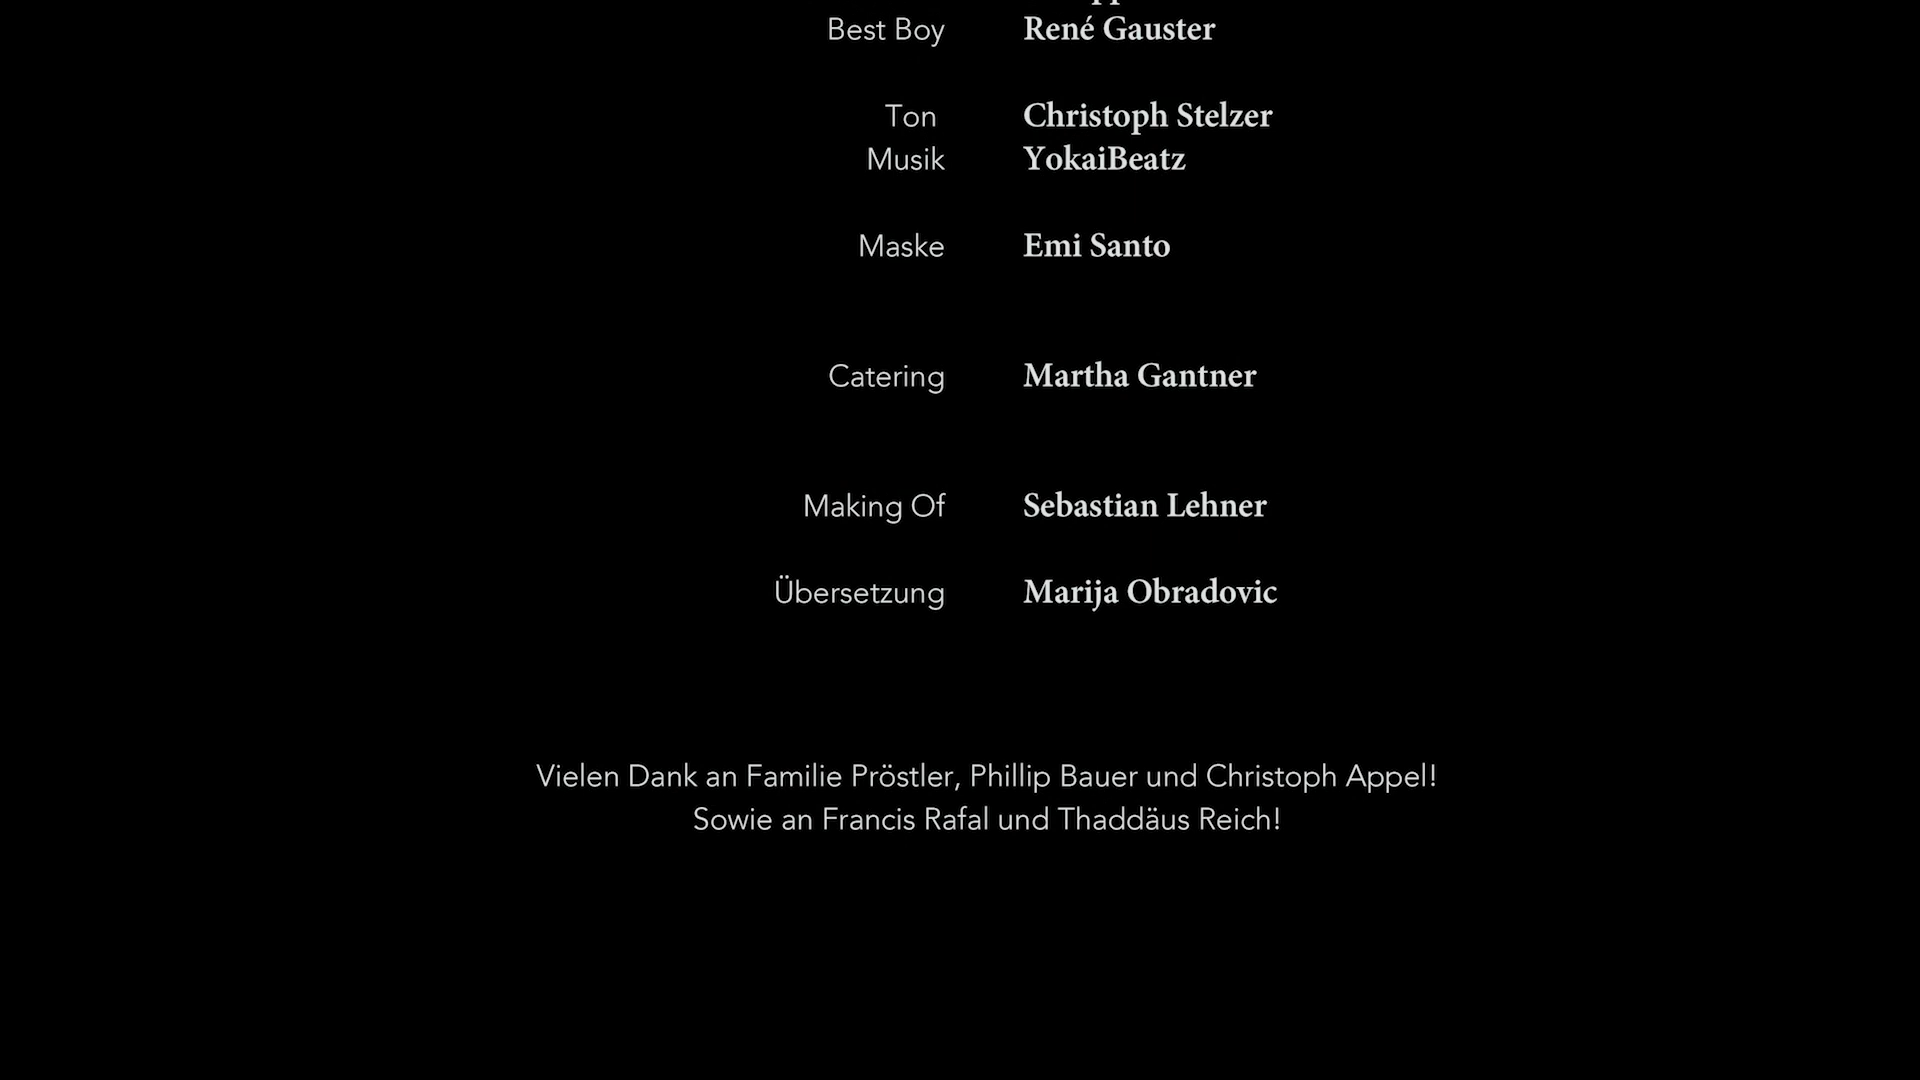 Best Boy René Gauster
Ton Christoph Stelzer
Musik YokaiBeatz
Maske Emi Santo
Catering Martha Gantner
Making Of Sebastian Lehner
Übersetzung Marija Obradovic
Vielen Dank an Familie Pröstler, Phillip Bauer und Christoph Appel!
Sowie an Francis Rafal und Thaddäus Reich!